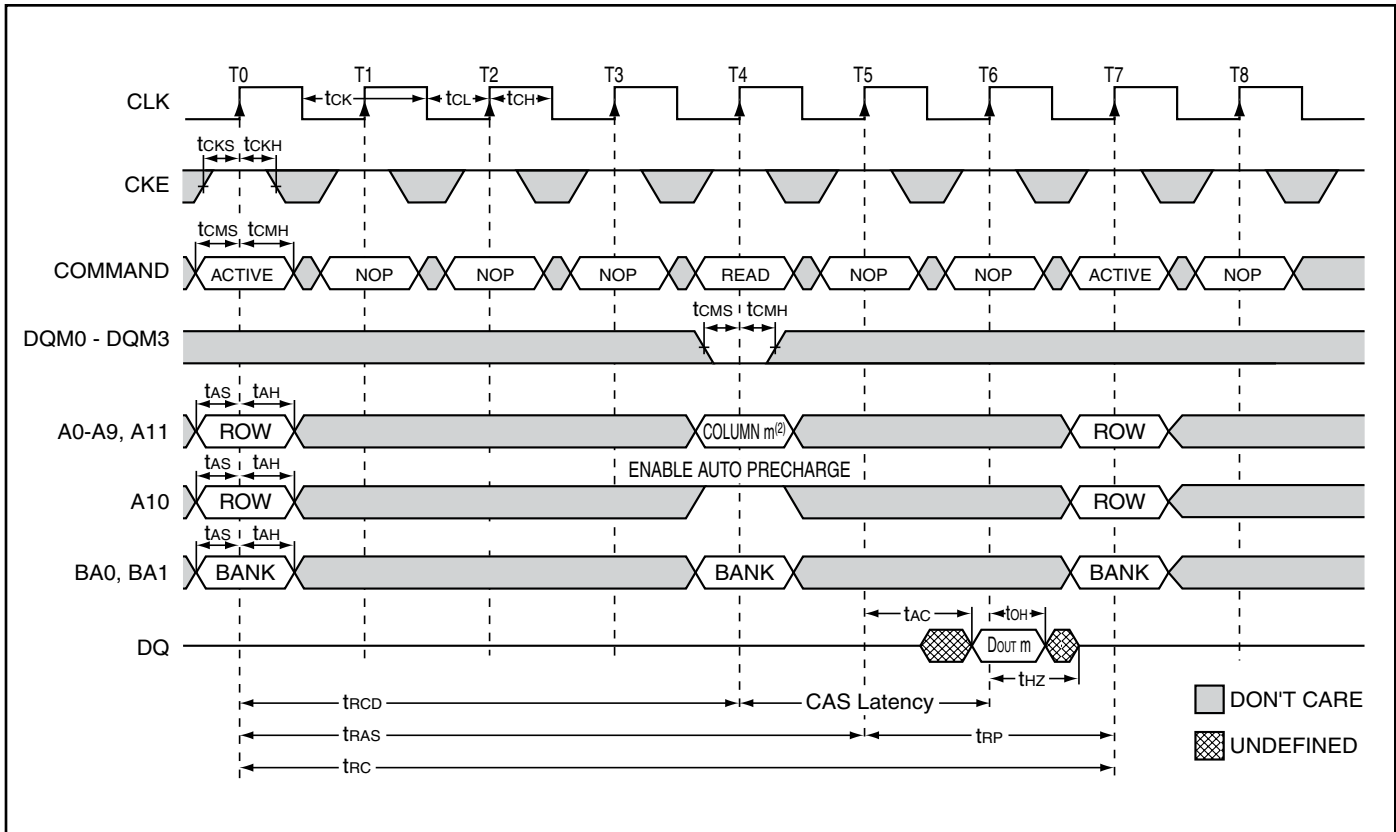 T0 T1 T2 T3 T4 T5 T6 T7 T8
CLK tCK tCL tCH
tCKS tCKH
CKE
tCMS tCMH
COMMAND ACTIVE NOP NOP NOP READ NOP NOP ACTIVE NOP
tCMS tCMH
DQM0 - DQM3
tAS tAH
A0-A9, A11 ROW COLUMN m(2) ROW
tAS tAH ENABLE AUTO PRECHARGE
A10 ROW ROW
tAS tAH
BA0, BA1 BANK BANK BANK
tAC tOH
DQ DOUT m
tHZ
tRCD CAS Latency
DON'T CARE
tRAS tRP
UNDEFINED
tRC